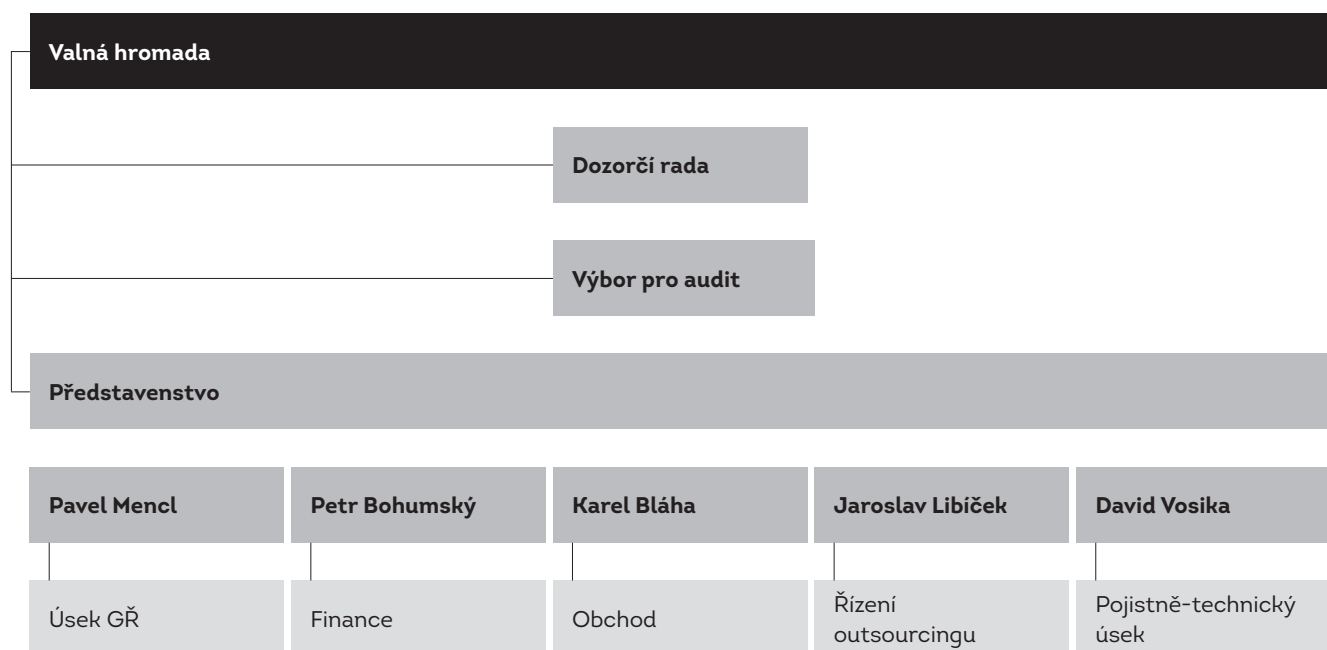 Valná hromada
Dozorčí rada
Výbor pro audit
Představenstvo
Pavel Mencl
Petr Bohumský
Karel Bláha
Jaroslav Libíček
David Vosika
Úsek GŘ
Finance
Obchod
Řízení
outsourcingu
Pojistně-technický
úsek